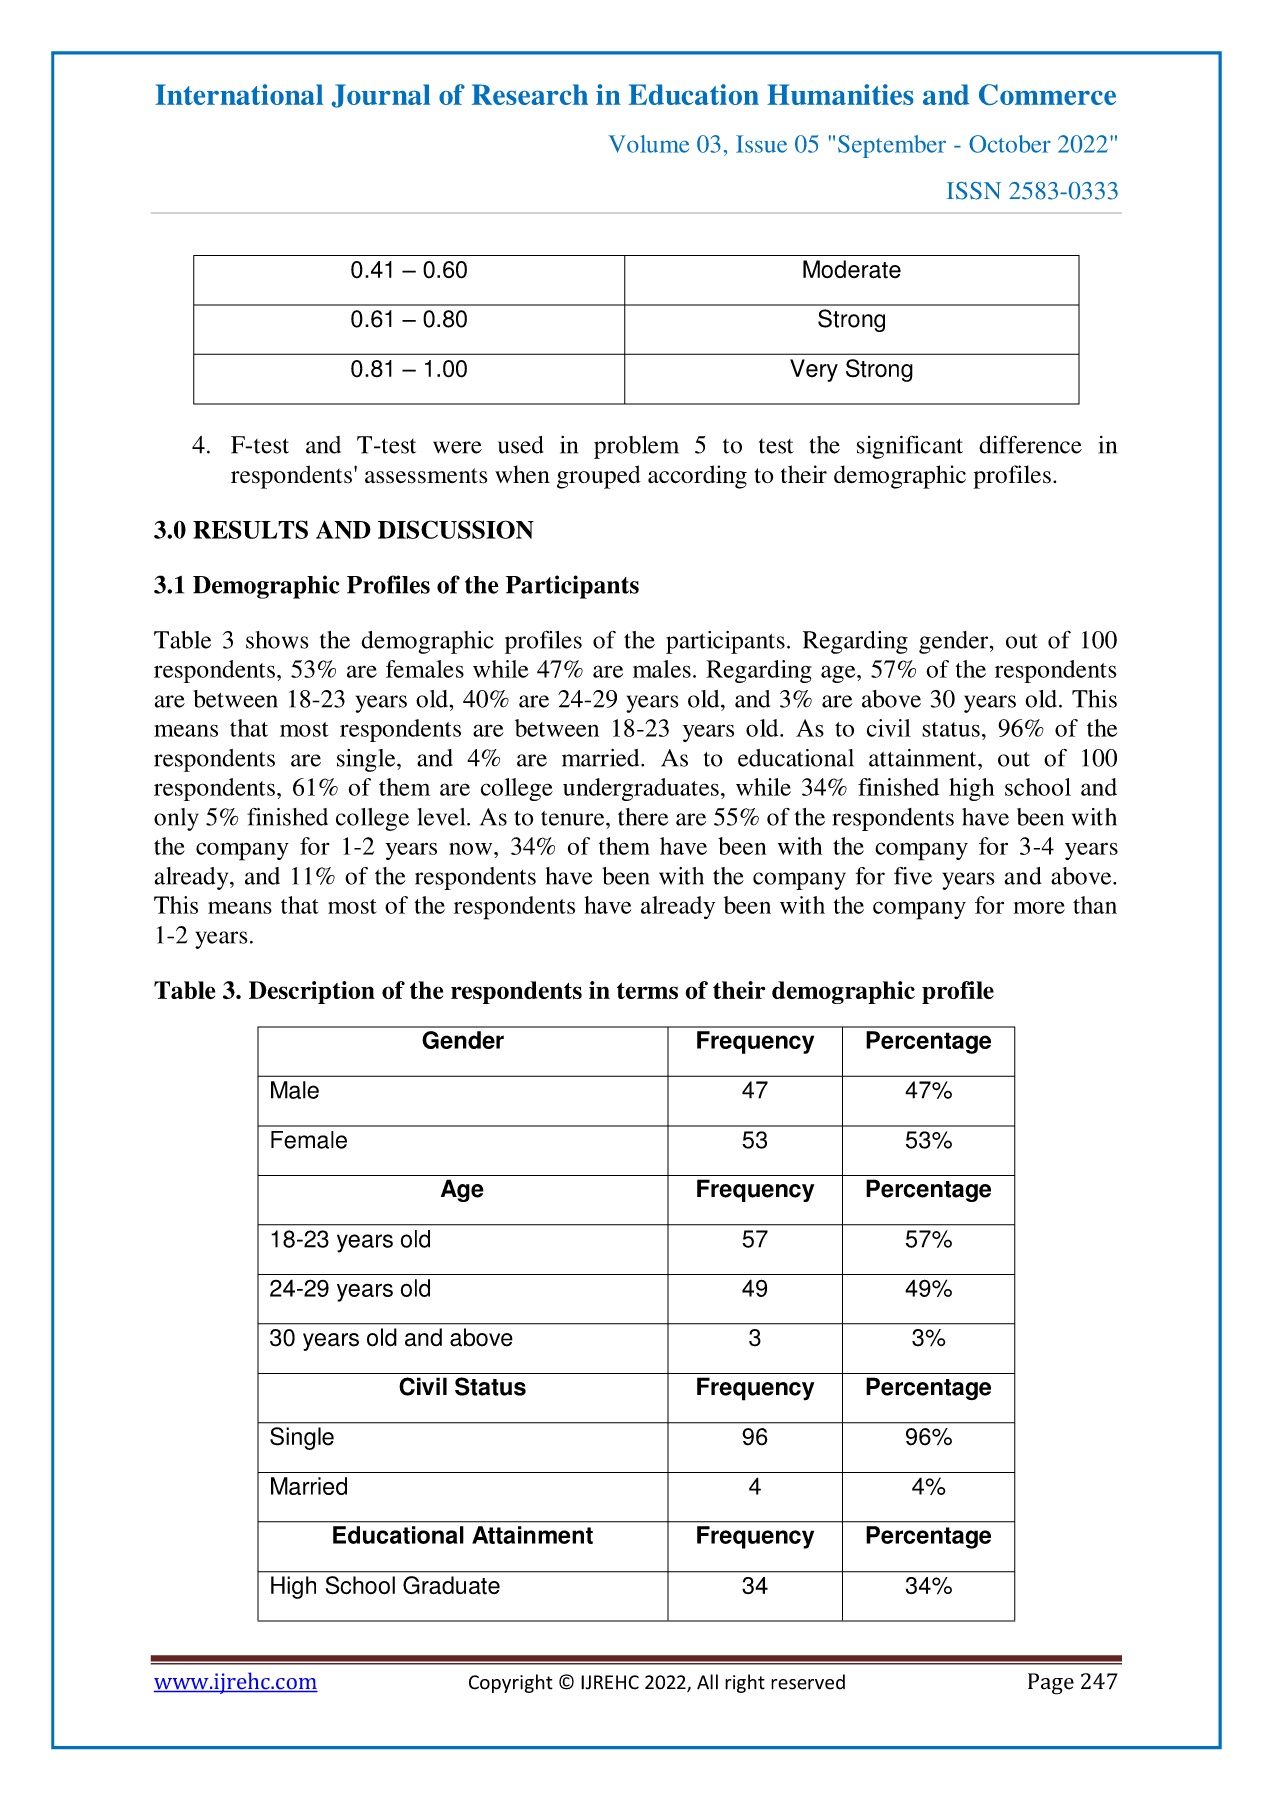 International Journal of Research in Education Humanities and Commerce
Volume 03, Issue 05 "September - October 2022"
ISSN 2583-0333
0.41 – 0.60 Moderate
0.61 – 0.80 Strong
0.81 – 1.00 Very Strong
4. F-test and T-test were used in problem 5 to test the significant difference in
respondents' assessments when grouped according to their demographic profiles.
3.0 RESULTS AND DISCUSSION
3.1 Demographic Profiles of the Participants
Table 3 shows the demographic profiles of the participants. Regarding gender, out of 100
respondents, 53% are females while 47% are males. Regarding age, 57% of the respondents
are between 18-23 years old, 40% are 24-29 years old, and 3% are above 30 years old. This
means that most respondents are between 18-23 years old. As to civil status, 96% of the
respondents are single, and 4% are married. As to educational attainment, out of 100
respondents, 61% of them are college undergraduates, while 34% finished high school and
only 5% finished college level. As to tenure, there are 55% of the respondents have been with
the company for 1-2 years now, 34% of them have been with the company for 3-4 years
already, and 11% of the respondents have been with the company for five years and above.
This means that most of the respondents have already been with the company for more than
1-2 years.
Table 3. Description of the respondents in terms of their demographic profile
Gender Frequency Percentage
Male 47 47%
Female 53 53%
Age Frequency Percentage
18-23 years old 57 57%
24-29 years old 49 49%
30 years old and above 3 3%
Civil Status Frequency Percentage
Single 96 96%
Married 4 4%
Educational Attainment Frequency Percentage
High School Graduate 34 34%
www.ijrehc.com Copyright © IJREHC 2022, All right reserved Page 247